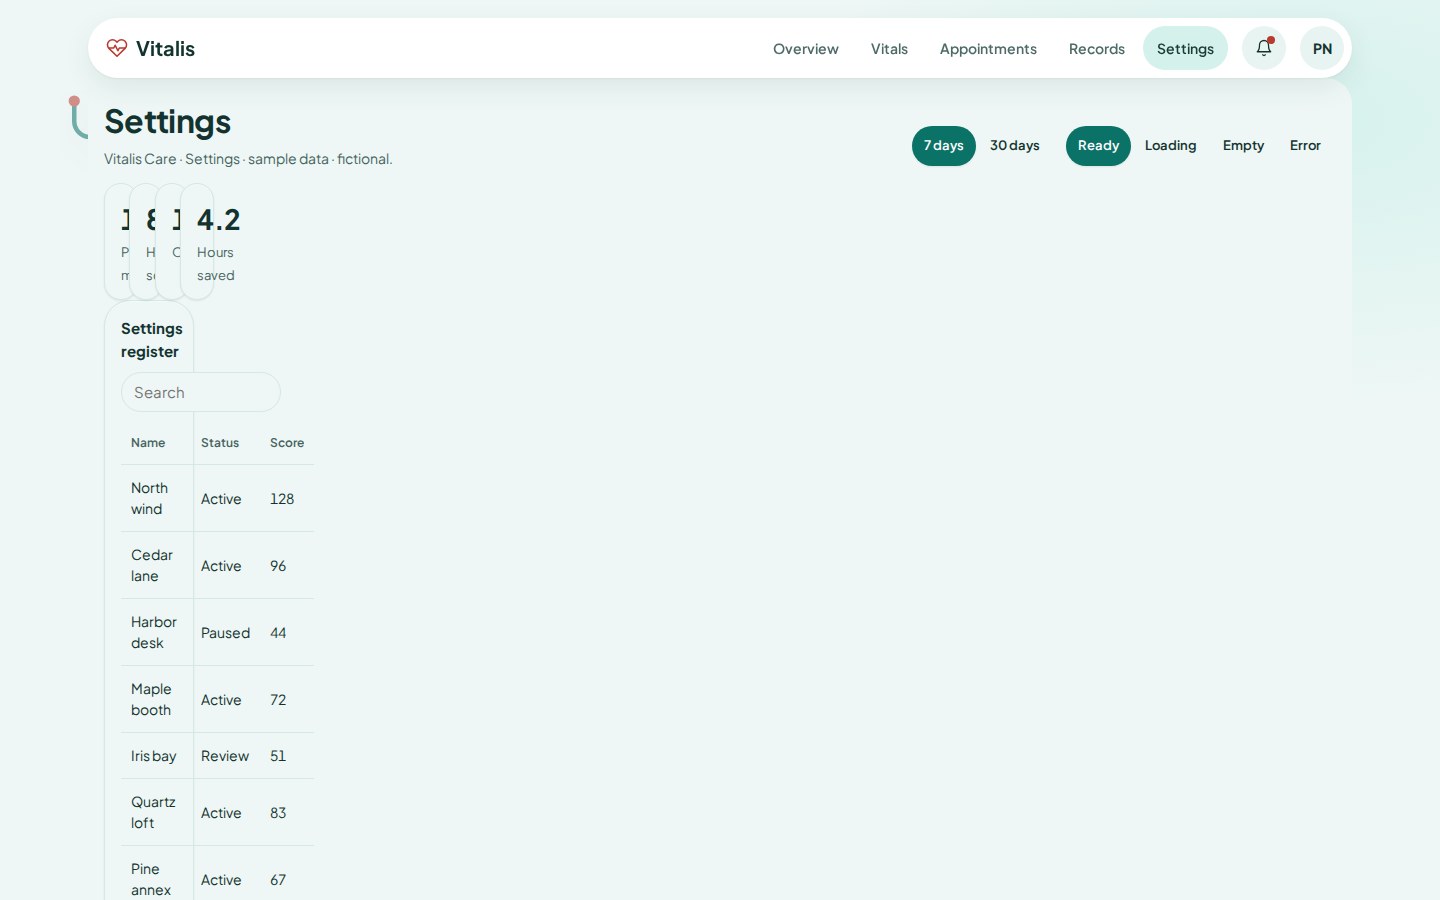 Vitalis
Overview
Vitals
Appointments
Records
Settings
PN
Settings
Vitalis Care · Settings · sample data · fictional.
7 days
30 days
Ready
Loading
Empty
Error
4.2
Hours
saved
Settings
register
Search
Name Status Score
North
wind
Active 128
Cedar
lane
Active 96
Harbor
desk
Paused 44
Maple
booth
Active 72
Iris bay Review 51
Quartz
loft
Active 83
Pine
annex
Active 67